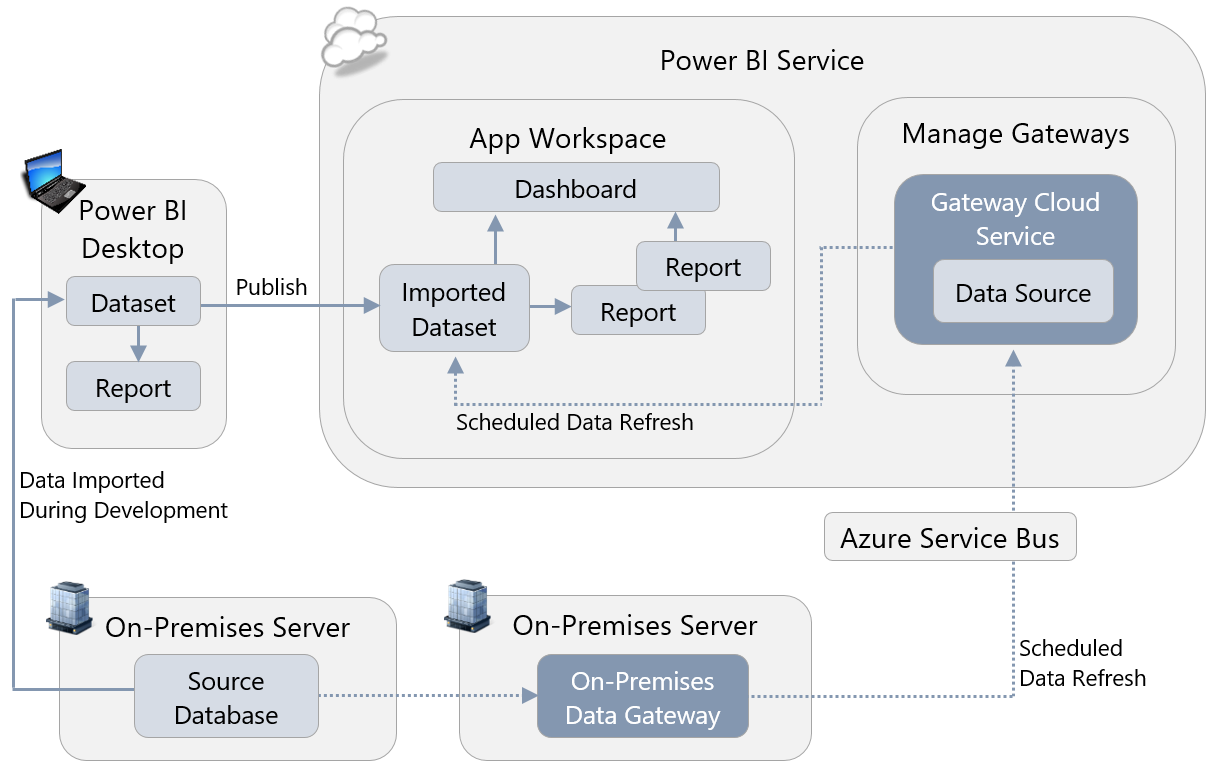 Power BI Service
App Workspace
Manage Gateways
Dashboard
Gateway Cloud
Service
Data Source
Power BI
Desktop
Dataset
Report
Publish
Imported
Dataset
Report
Report
Scheduled Data Refresh
Data Imported
During Development
Azure Service Bus
On-Premises Server
Source
Database
On-Premises Server
On-Premises
Data Gateway
Scheduled
Data Refresh